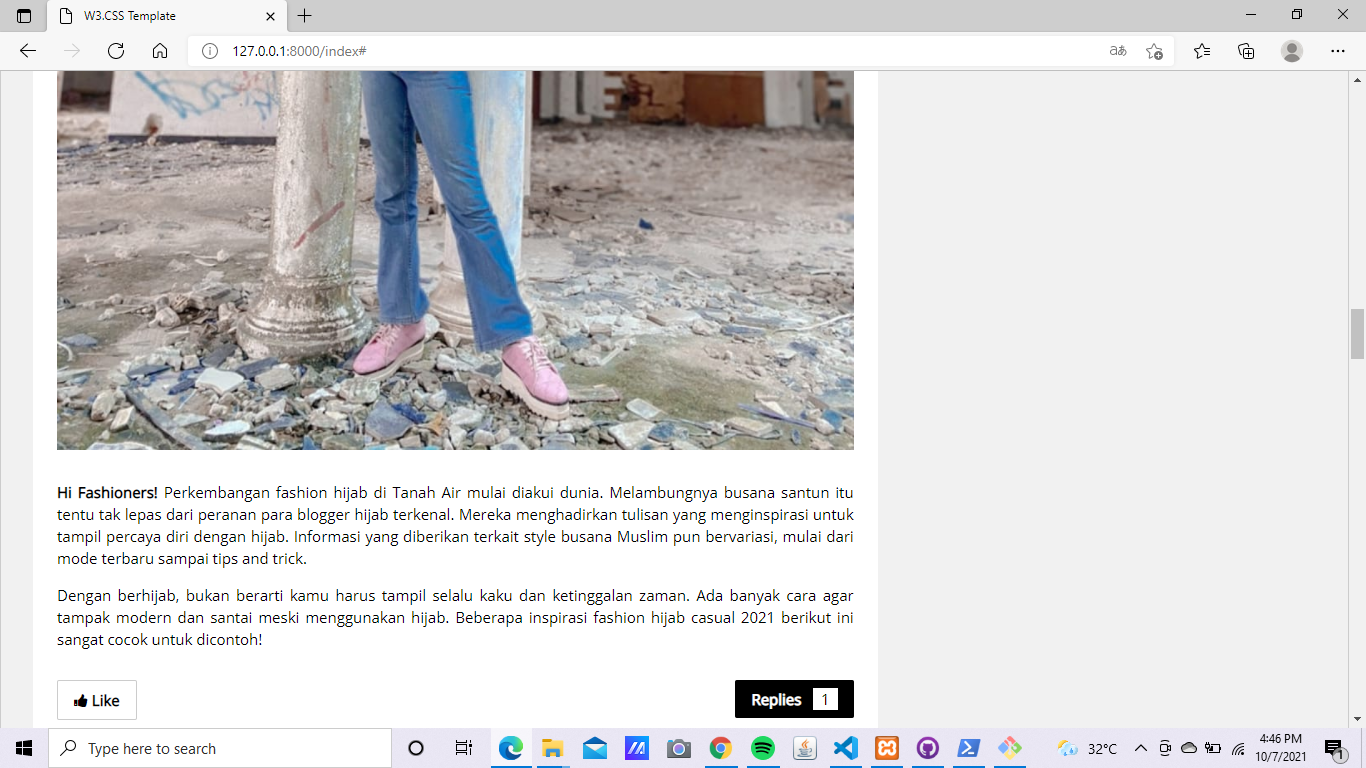 W3.CSS Template
127.0.0.1:8000/index#
aあ
Hi Fashioners! Perkembangan fashion hijab di Tanah Air mulai diakui dunia. Melambungnya busana santun itu
tentu tak lepas dari peranan para blogger hijab terkenal. Mereka menghadirkan tulisan yang menginspirasi untuk
tampil percaya diri dengan hijab. Informasi yang diberikan terkait style busana Muslim pun bervariasi, mulai dari
mode terbaru sampai tips and trick.
Dengan berhijab, bukan berarti kamu harus tampil selalu kaku dan ketinggalan zaman. Ada banyak cara agar
tampak modern dan santai meski menggunakan hijab. Beberapa inspirasi fashion hijab casual 2021 berikut ini
sangat cocok untuk dicontoh!
Like
Replies 1
Type here to search
32°C
4:46 PM
10/7/2021
1